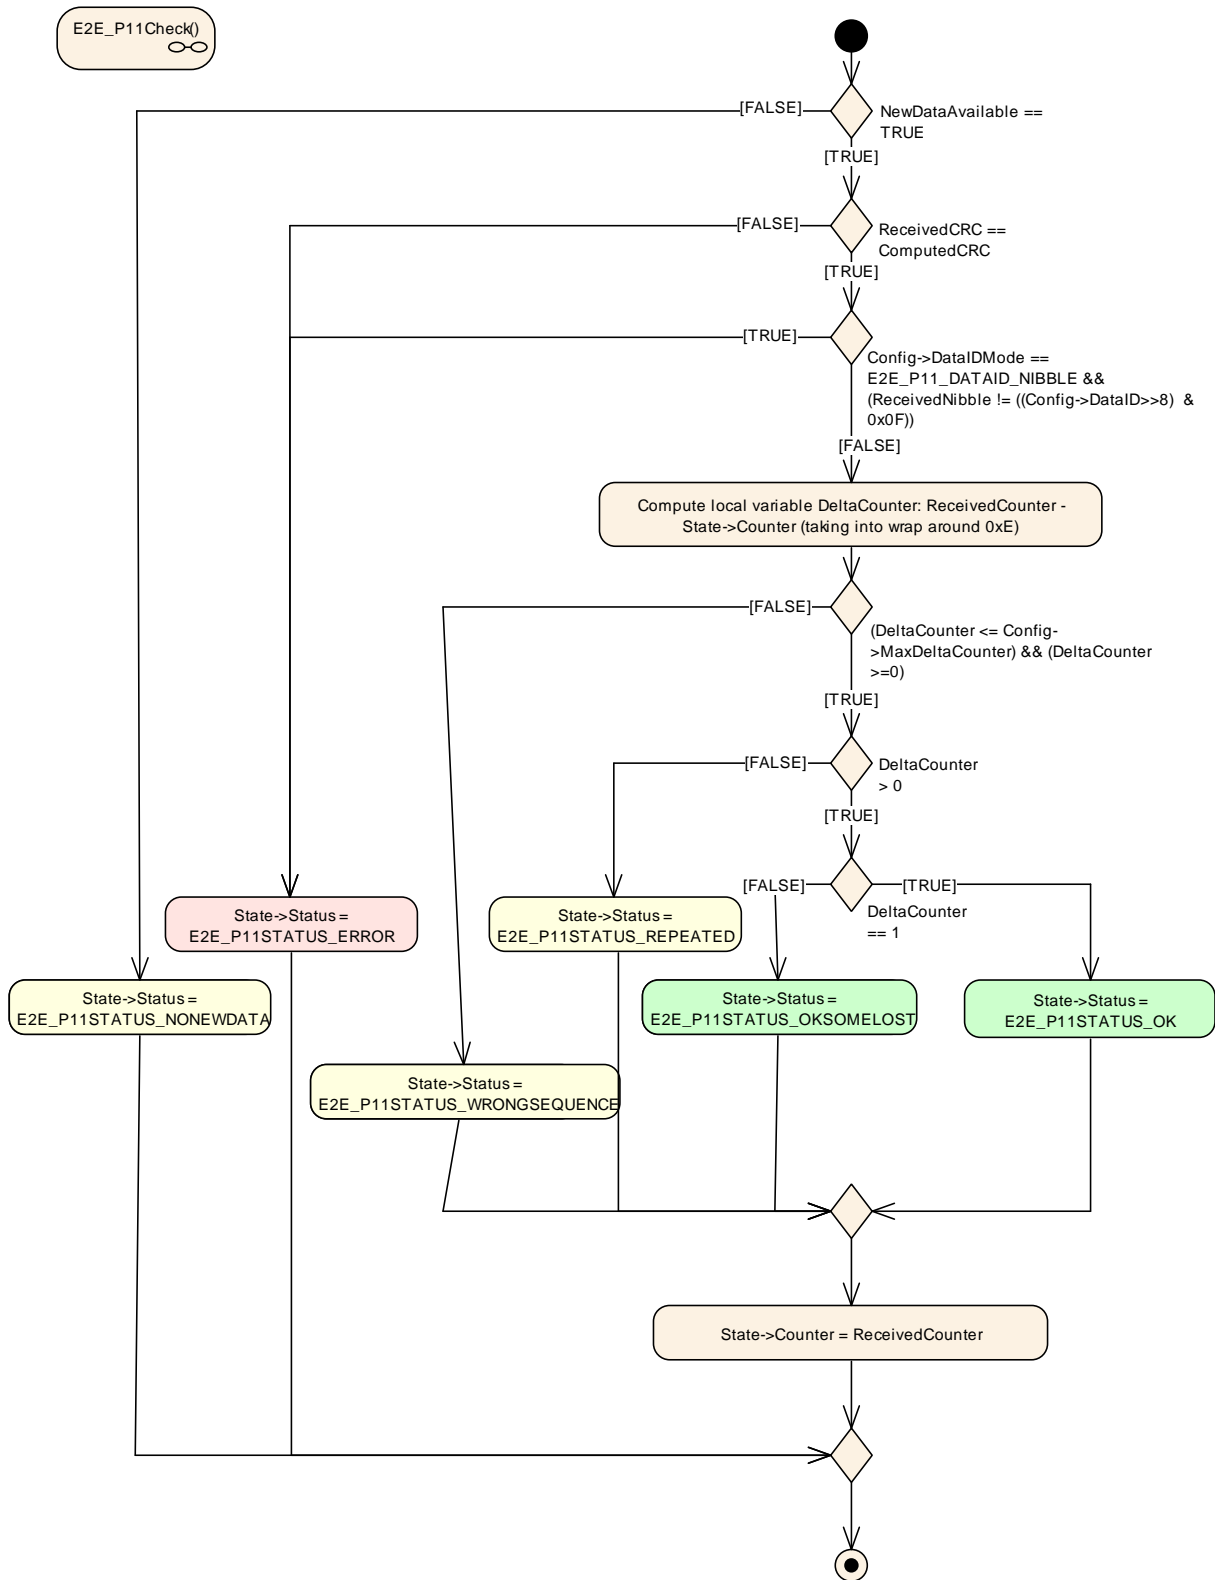 E2E_P11Check()
[FALSE]
NewDataAvailable ==
TRUE
[TRUE]
[FALSE]
ReceivedCRC ==
ComputedCRC
[TRUE]
[TRUE]
Config->DataIDMode ==
E2E_P11_DATAID_NIBBLE &&
(ReceivedNibble != ((Config->DataID>>8) &
0x0F))
[FALSE]
Compute local variable DeltaCounter: ReceivedCounter -
State->Counter (taking into wrap around 0xE)
[FALSE]
(DeltaCounter <= Config-
>MaxDeltaCounter) && (DeltaCounter
>=0)
[TRUE]
[FALSE]
DeltaCounter
> 0
[TRUE]
[FALSE]
[TRUE]
DeltaCounter
== 1
State->Status =
E2E_P11STATUS_ERROR
State->Status =
E2E_P11STATUS_REPEATED
State->Status =
E2E_P11STATUS_NONEWDATA
State->Status =
E2E_P11STATUS_OKSOMELOST
State->Status =
E2E_P11STATUS_OK
State->Status =
E2E_P11STATUS_WRONGSEQUENCE
State->Counter = ReceivedCounter